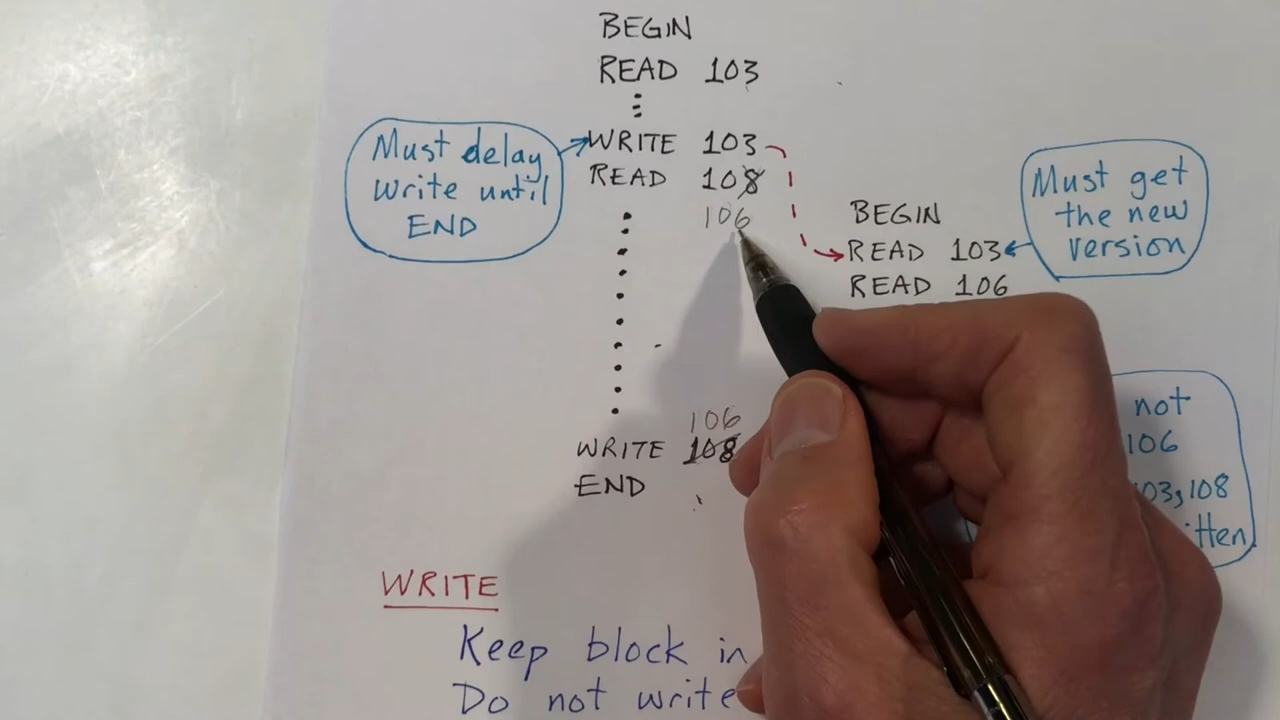 BEGIN
READ 103
WRITE 103
READ 108
106
Must delay
write until
END
BEGIN
READ 103
READ 106
Must get
the new
version
106
WRITE 108
END
not
106
03,108
tten
WRITE
Keep block in
Do not write